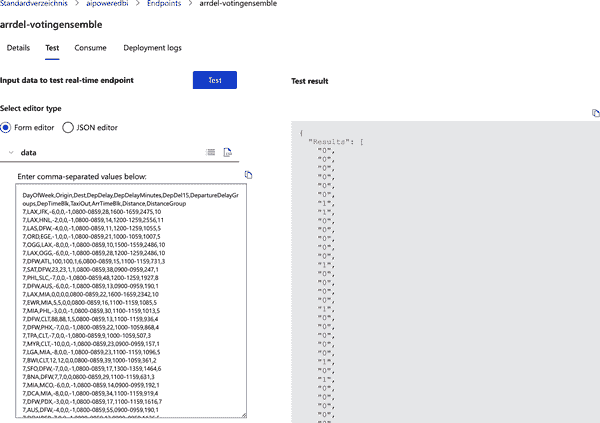 Standardverzeichnis > aipoweredbi > Endpoints > arrdel-votingensemble
arrdel-votingensemble
Details Test Consume Deployment logs
Input data to test real-time endpoint
Test
Select editor type
Form editor JSON editor
data
Enter comma-separated values below:
DayOfWeek,Origin,Dest,DepDelay,DepDelayMinutes,DepDel15,DepartureDelayGr
oups,DepTimeBlk,TaxiOut,ArrTimeBlk,Distance,DistanceGroup
7,LAX,JFK,-6,0,0,-1,0800-0859,28,1600-1659,2475,10
7,LAX,HNL,-2,0,0,-1,0800-0859,14,1200-1259,2556,11
7,LAS,DFW,-4,0,0,-1,0800-0859,11,1200-1259,1055,5
7,ORD,EGE,-1,0,0,-1,0800-0859,21,1000-1059,1007,5
7,OGG,LAX,-8,0,0,-1,0800-0859,10,1500-1559,2486,10
7,LAX,OGG,-6,0,0,-1,0800-0859,28,1200-1259,2486,10
7,DFW,ATL,100,100,1,6,0800-0859,15,1100-1159,731,3
7,SAT,DFW,23,23,1,1,0800-0859,38,0900-0959,247,1
7,PHL,SLC,-7,0,0,-1,0800-0859,48,1200-1259,1927,8
7,DFW,AUS,-6,0,0,-1,0800-0859,13,0900-0959,190,1
7,LAX,MIA,0,0,0,0,0800-0859,22,1600-1659,2342,10
7,EWR,MIA,5,5,0,0,0800-0859,16,1100-1159,1085,5
7,MIA,PHL,-3,0,0,-1,0800-0859,30,1100-1159,1013,5
7,DFW,CLT,88,88,1,5,0800-0859,13,1100-1159,936,4
7,DFW,PHX,-7,0,0,-1,0800-0859,22,1000-1059,868,4
7,TPA,CLT,-7,0,0,-1,0800-0859,9,1000-1059,507,3
7,MYR,CLT,-10,0,0,-1,0800-0859,23,0900-0959,157,1
7,LGA,MIA,-8,0,0,-1,0800-0859,23,1100-1159,1096,5
7,BWI,CLT,12,12,0,0,0800-0859,39,1000-1059,361,2
7,SFO,DFW,-7,0,0,-1,0800-0859,17,1300-1359,1464,6
7,BNA,DFW,7,7,0,0,0800-0859,29,1100-1159,631,3
7,MIA,MCO,-6,0,0,-1,0800-0859,14,0900-0959,192,1
7,DCA,MIA,-8,0,0,-1,0800-0859,34,1100-1159,919,4
7,DFW,PDX,-3,0,0,-1,0800-0859,17,1100-1159,1616,7
7,AUS,DFW,-4,0,0,-1,0800-0859,55,0900-0959,190,1
Test result
{
"Results": [
"0",
"0",
"0",
"0",
"0",
"0",
"1",
"1",
"0",
"0",
"0",
"0",
"0",
"1",
"0",
"0",
"0",
"0",
"1",
"0",
"0",
"0",
"0",
"0",
"1",
"0",
"1",
"0",
"0",
"0",
"0",